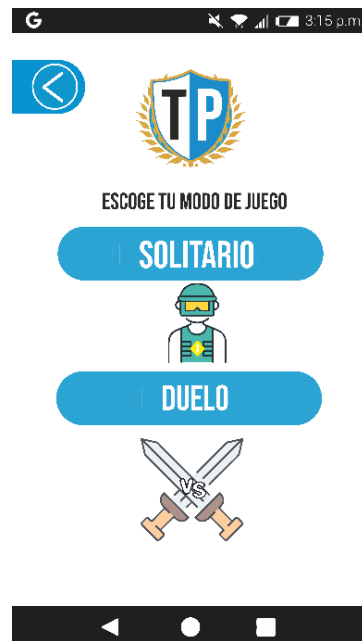 G 3:15 p.m.
TP
ESCOGE TU MODO DE JUEGO
SOLITARIO
DUELO
VS